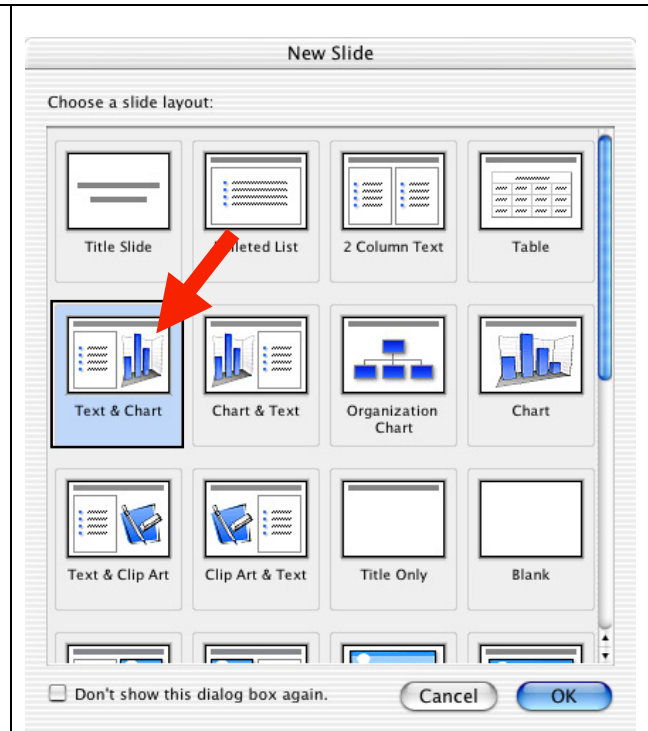 New Slide
Choose a slide layout:
Title Slide
leted List
2 Column Text
Table
Text & Chart
Chart & Text
Organization
Chart
Chart
Text & Clip Art
Clip Art & Text
Title Only
Blank
Don't show this dialog box again.
Cancel
OK